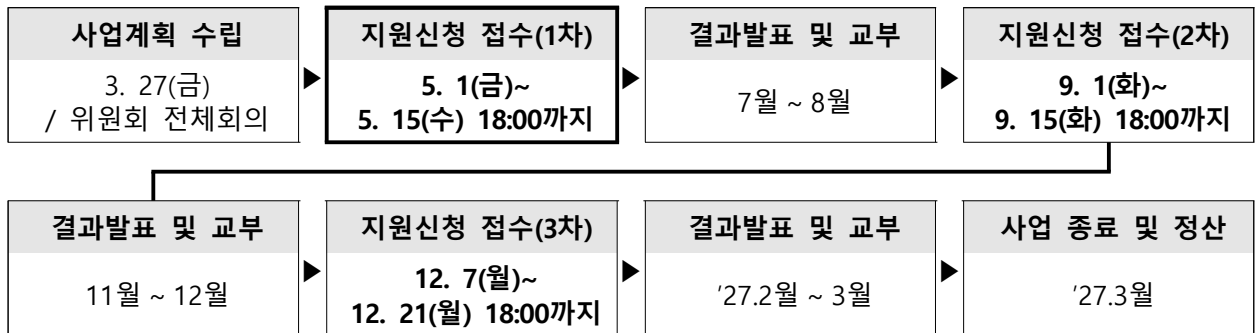 사업계획 수립
3. 27(금)
/ 위원회 전체회의
지원신청 접수(1차)
5. 1(금)~
5. 15(수) 18:00까지
결과발표 및 교부
7월 ~ 8월
지원신청 접수(2차)
9. 1(화)~
9. 15(화) 18:00까지
결과발표 및 교부
11월 ~ 12월
지원신청 접수(3차)
12. 7(월)~
12. 21(월) 18:00까지
결과발표 및 교부
'27.2월 ~ 3월
사업 종료 및 정산
'27.3월